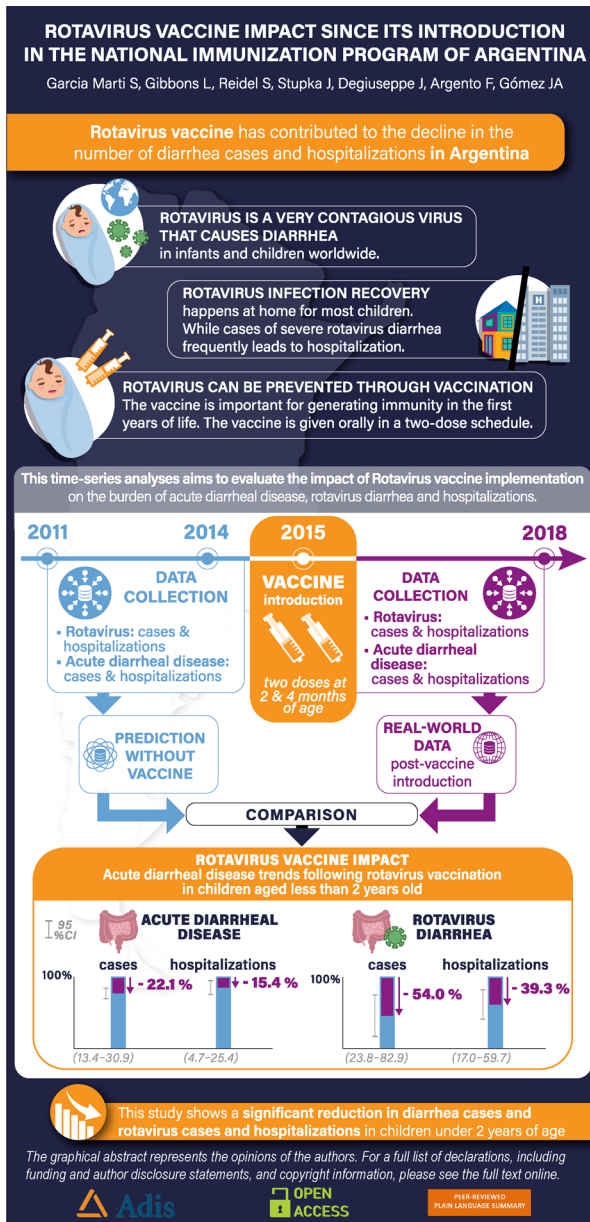 ROTAVIRUS VACCINE IMPACT SINCE ITS INTRODUCTION
IN THE NATIONAL IMMUNIZATION PROGRAM OF ARGENTINA
Garcia Marti S, Gibbons L, Reidel S, Stupka J, Degiuseppe J, Argento F, Gómez JA
Rotavirus vaccine has contributed to the decline in the
number of diarrhea cases and hospitalizations in Argentina
ROTAVIRUS IS A VERY CONTAGIOUS VIRUS
THAT CAUSES DIARRHEA
in infants and children worldwide.
ROTAVIRUS INFECTION RECOVERY
happens at home for most children.
While cases of severe rotavirus diarrhea
frequently leads to hospitalization.
H
ROTAVIRUS CAN BE PREVENTED THROUGH VACCINATION
The vaccine is important for generating immunity in the first
years of life. The vaccine is given orally in a two-dose schedule.
This time-series analyses aims to evaluate the impact of Rotavirus vaccine implementation
on the burden of acute diarrheal disease, rotavirus diarrhea and hospitalizations.
2011
2014
2015
2018
DATA
COLLECTION
▪ Rotavirus: cases &
hospitalizations
▪ Acute diarrheal disease:
cases & hospitalizations
VACCINE
introduction
two doses at
2 & 4 months
of age
DATA
COLLECTION
▪ Rotavirus:
cases & hospitalizations
▪ Acute diarrheal
disease:
cases & hospitalizations
PREDICTION
WITHOUT
VACCINE
REAL-WORLD
DATA
post-vaccine
introduction
COMPARISON
ROTAVIRUS VACCINE IMPACT
Acute diarrheal disease trends following rotavirus vaccination
in children aged less than 2 years old
95
%CI
ACUTE DIARRHEAL
DISEASE
cases
hospitalizations
100%
- 22.1 %
- 15.4 %
(13.4–30.9)
(4.7–25.4)
ROTAVIRUS
DIARRHEA
cases
hospitalizations
100%
- 54.0 %
- 39.3 %
(23.8–82.9)
(17.0–59.7)
This study shows a significant reduction in diarrhea cases and
rotavirus cases and hospitalizations in children under 2 years of age
The graphical abstract represents the opinions of the authors. For a full list of declarations, including
funding and author disclosure statements, and copyright information, please see the full text online.
Adis
OPEN
ACCESS
PEER-REVIEWED
PLAIN LANGUAGE SUMMARY